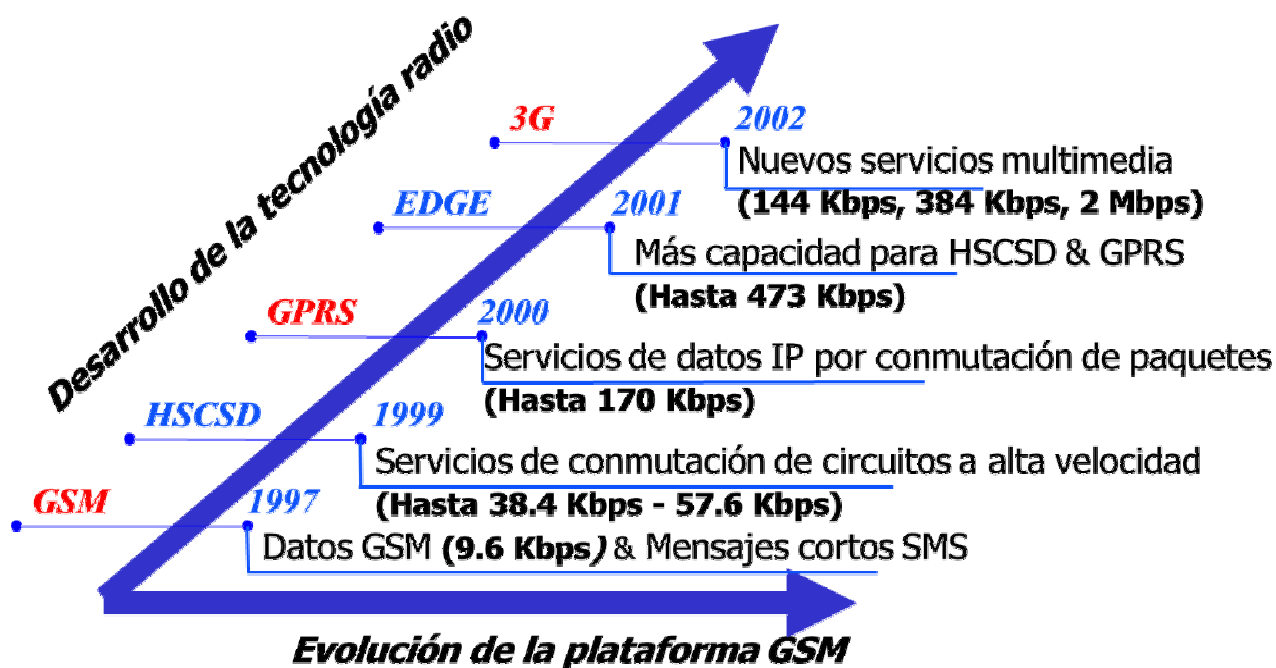 Desarrollo de la tecnología radio
3G 2002
Nuevos servicios multimedia
(144 Kbps, 384 Kbps, 2 Mbps)
EDGE 2001
Más capacidad para HSCSD & GPRS
(Hasta 473 Kbps)
GPRS 2000
Servicios de datos IP por conmutación de paquetes
(Hasta 170 Kbps)
HSCSD 1999
Servicios de conmutación de circuitos a alta velocidad
(Hasta 38.4 Kbps - 57.6 Kbps)
GSM 1997
Datos GSM (9.6 Kbps) & Mensajes cortos SMS
Evolución de la plataforma GSM